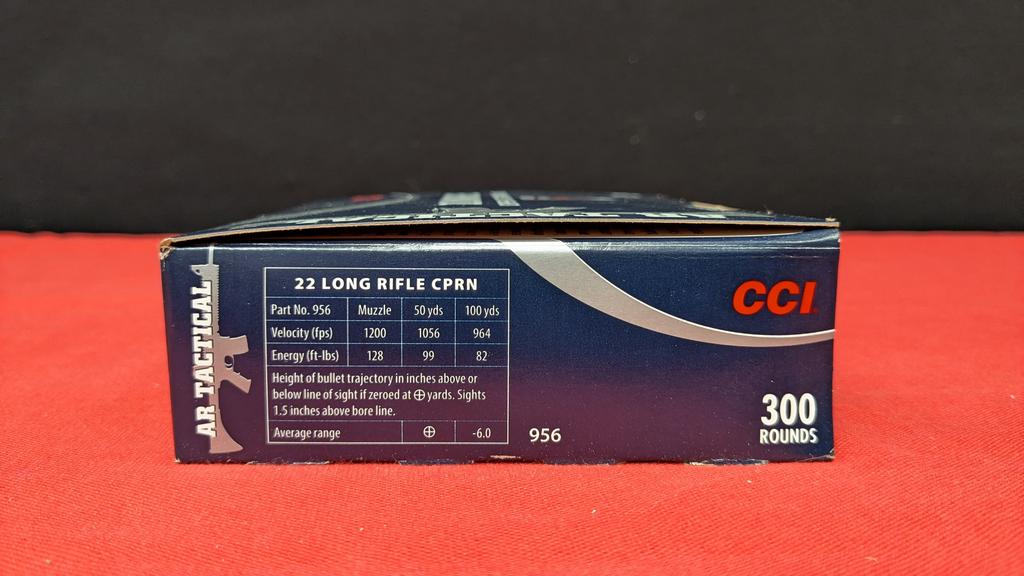 AR TACTICAL
22 LONG RIFLE CPRN
Part No. 956 Muzzle 50 yds 100 yds
Velocity (fps) 1200 1056 964
Energy (ft-lbs) 128 99 82
Height of bullet trajectory in inches above or
below line of sight if zeroed at ⊕ yards. Sights
1.5 inches above bore line.
Average range ⊕ -6.0
956
CCI
300
ROUNDS